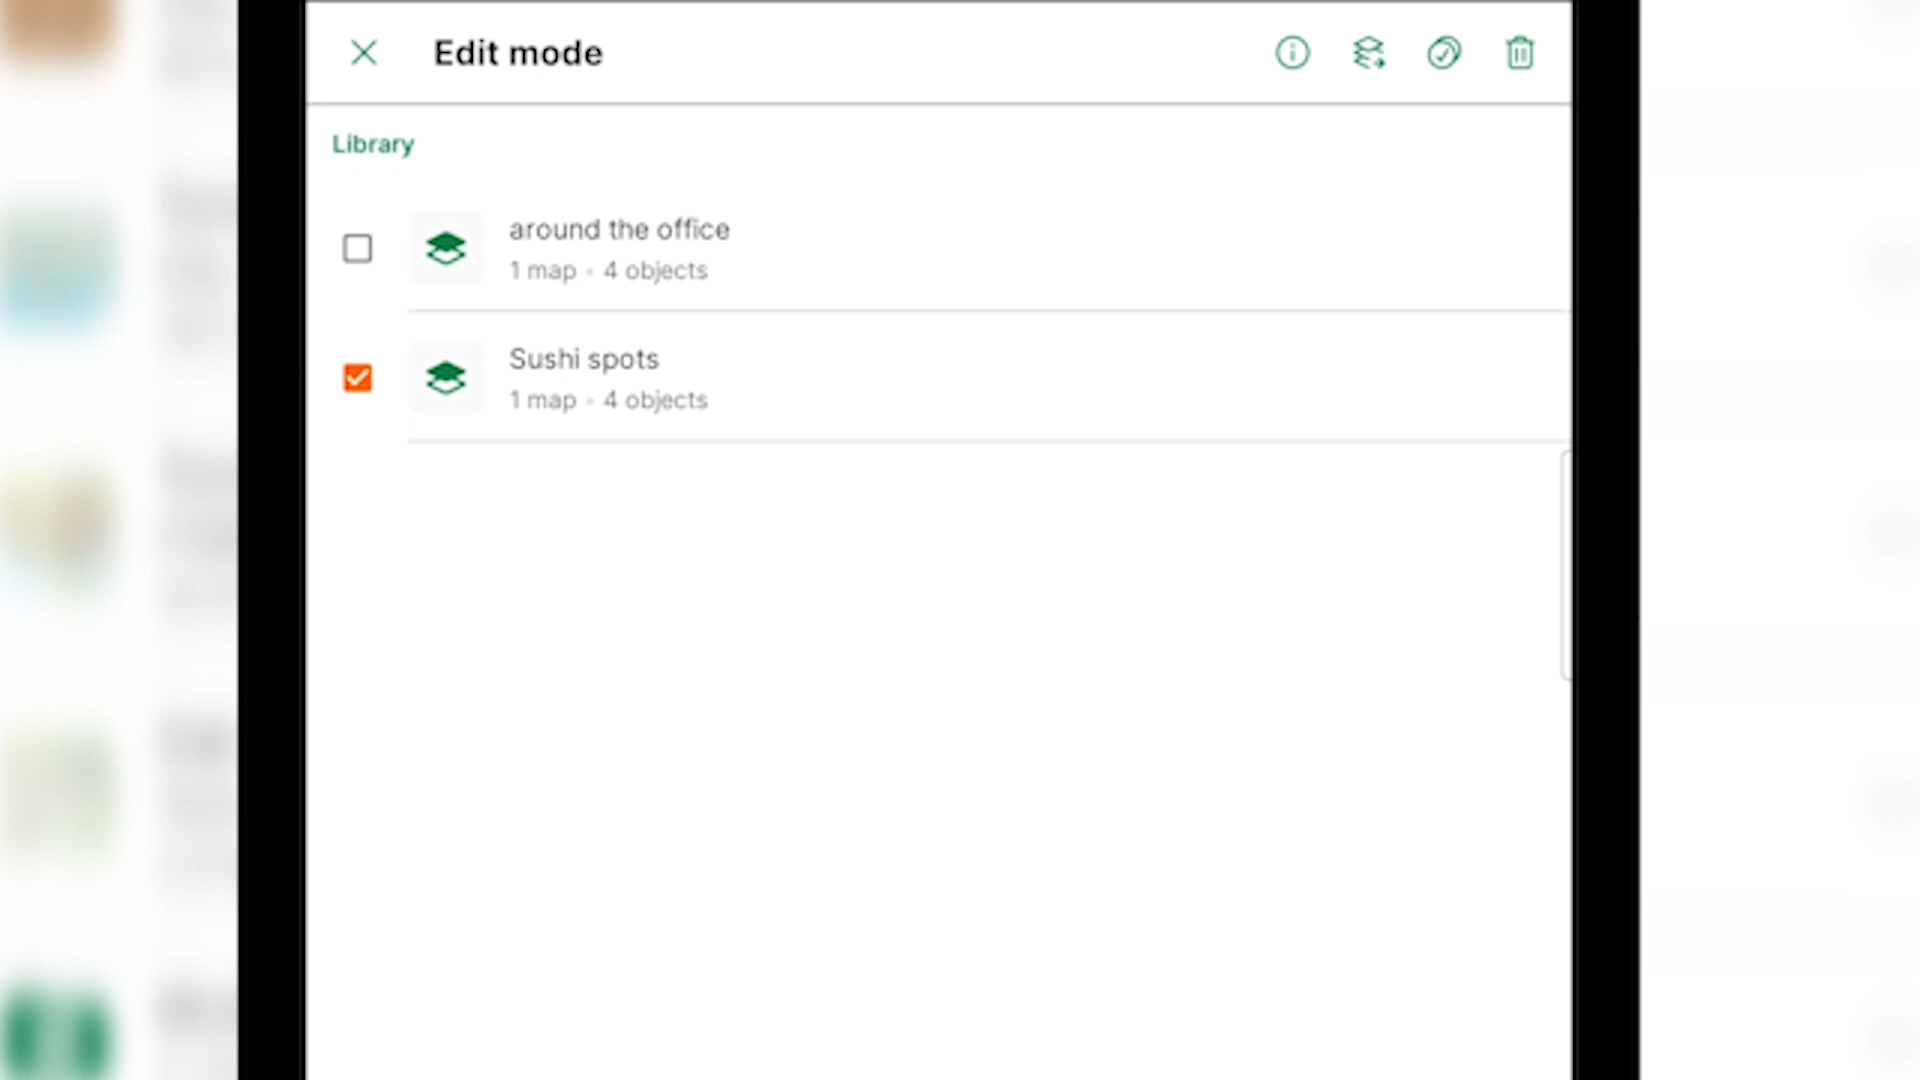 Edit mode
Library
around the office
1 map • 4 objects
Sushi spots
1 map • 4 objects